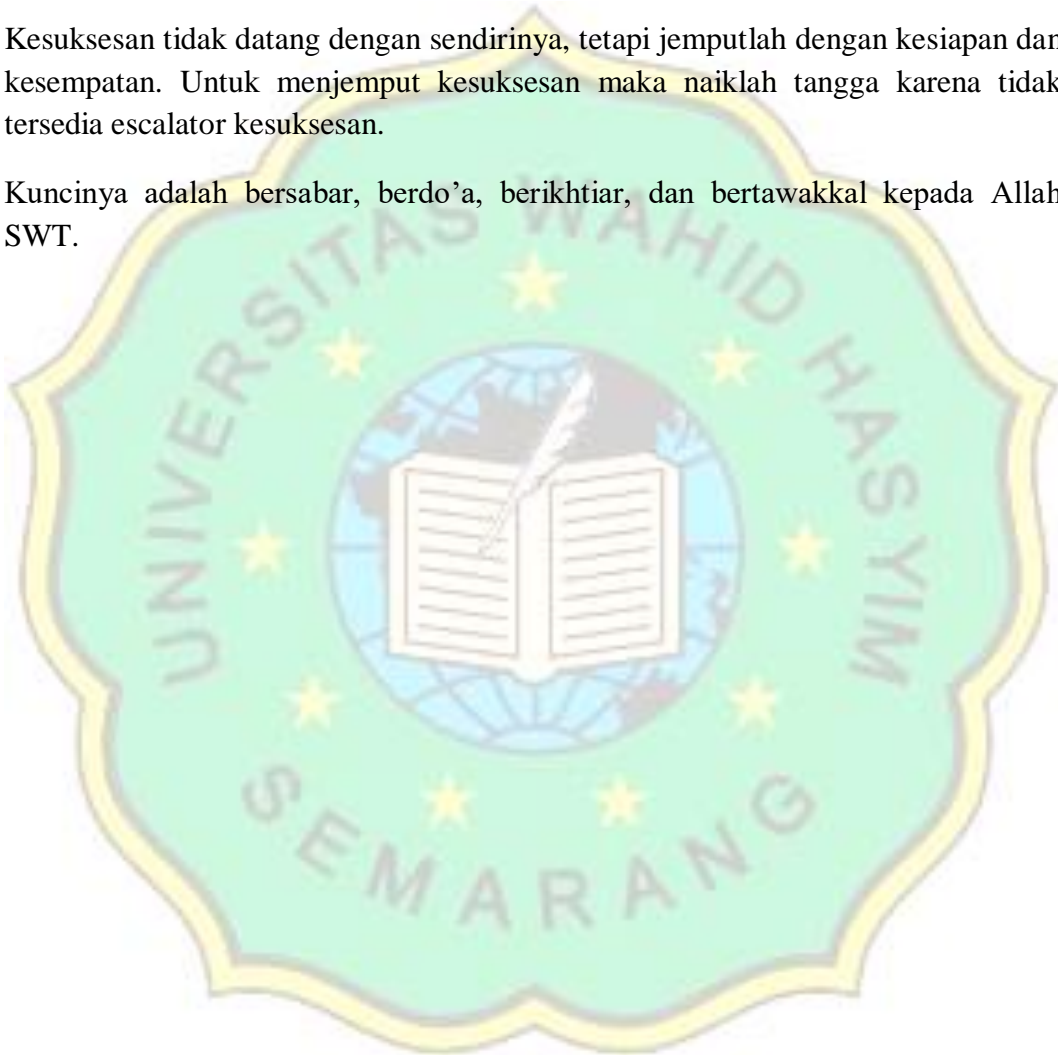 Kesuksesan tidak datang dengan sendirinya, tetapi jemputlah dengan kesiapan dan
kesempatan. Untuk menjemput kesuksesan maka naiklah tangga karena tidak
tersedia escalator kesuksesan.
Kuncinya adalah bersabar, berdo’a, berikhtiar, dan bertawakkal kepada Allah
SWT.
UNIVERSITAS WAHID HASYIM
SEMARANG